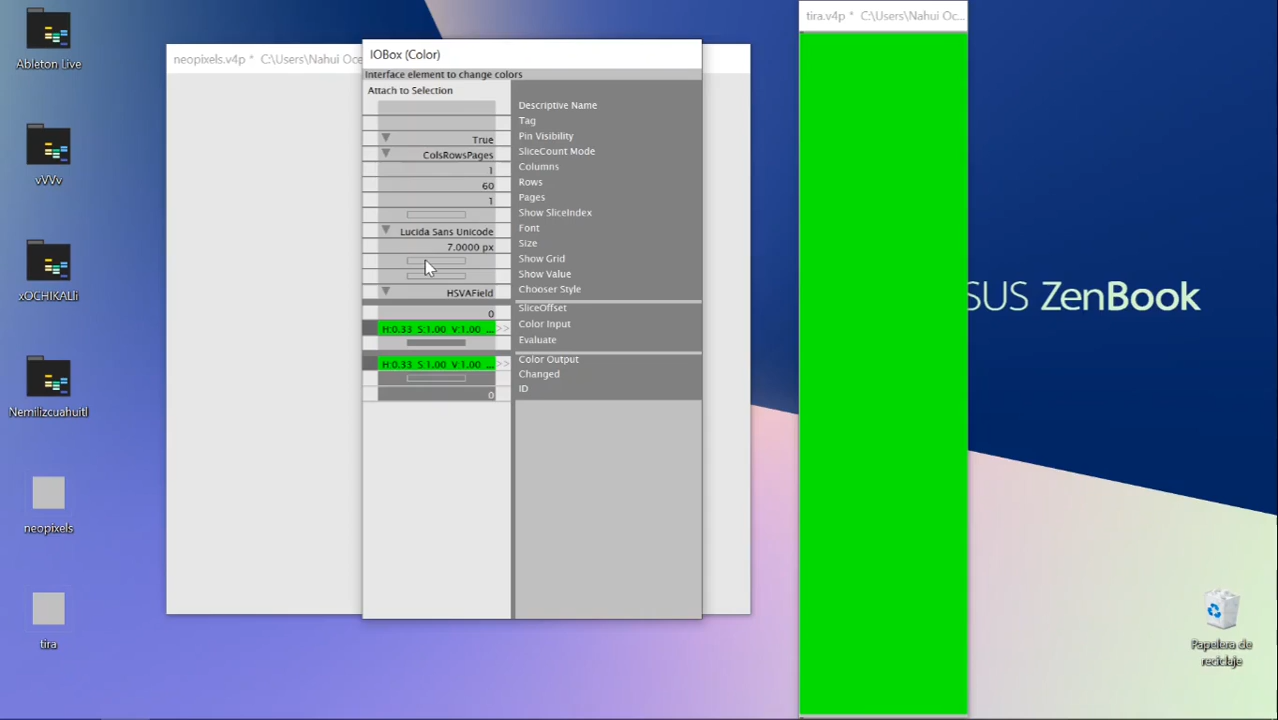 Ableton Live
vVVv
xOCHIKALli
Nemilizcuahuitl
neopixels
tira
neopixels.v4p * C:\Users\Nahui Oce
IOBox (Color)
Interface element to change colors
Attach to Selection
Descriptive Name
Tag
True Pin Visibility
ColsRowsPages SliceCount Mode
1 Columns
60 Rows
1 Pages
Show SliceIndex
Lucida Sans Unicode Font
7.0000 px Size
Show Grid
Show Value
HSVAField Chooser Style
0 SliceOffset
H:0.33 S:1.00 V:1.00 ... >> Color Input
Evaluate
H:0.33 S:1.00 V:1.00 ... >> Color Output
Changed
0 ID
tira.v4p * C:\Users\Nahui Oc...
SUS ZenBook
Papelera de
reciclaje